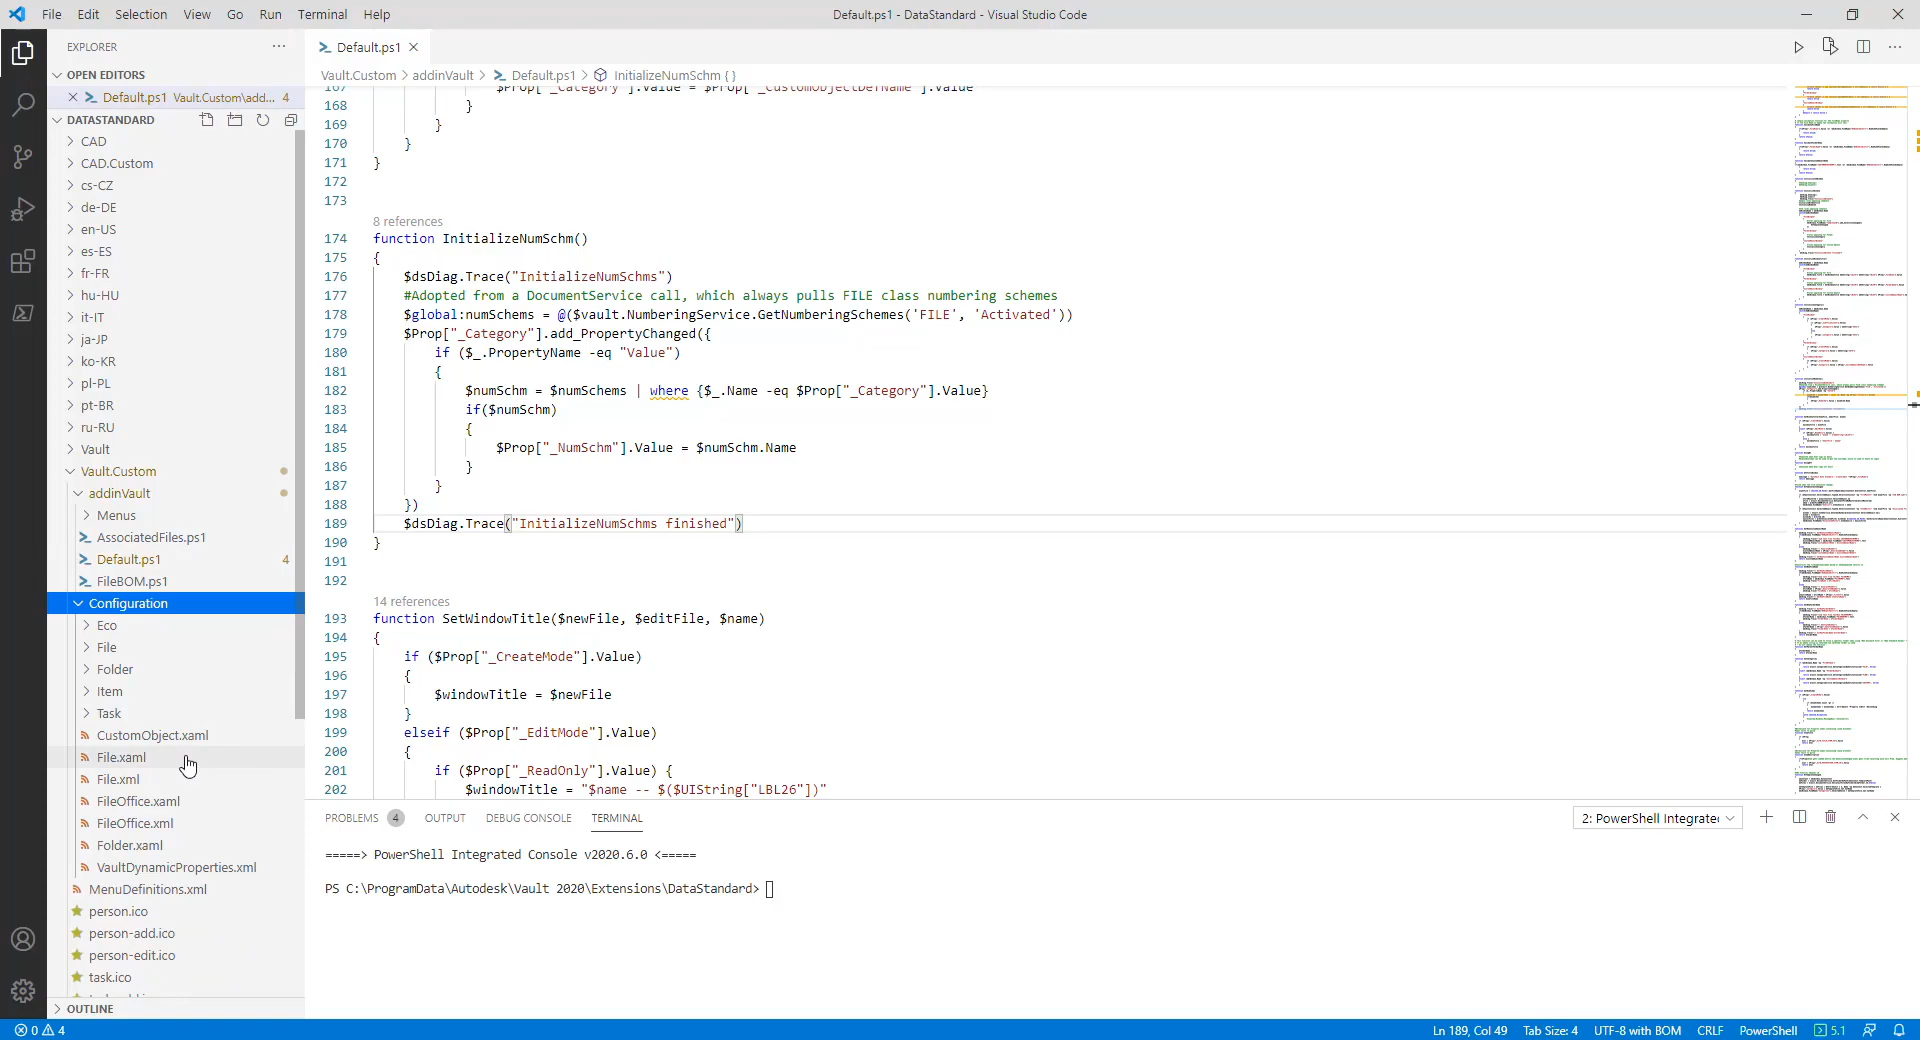 File Edit Selection View Go Run Terminal Help
Default.ps1 - DataStandard - Visual Studio Code
EXPLORER
OPEN EDITORS
Default.ps1 Vault.Custom\add... 4
DATASTANDARD
CAD
CAD.Custom
cs-CZ
de-DE
en-US
es-ES
fr-FR
hu-HU
it-IT
ja-JP
ko-KR
pl-PL
pt-BR
ru-RU
Vault
Vault.Custom
addinVault
Menus
AssociatedFiles.ps1
Default.ps1 4
FileBOM.ps1
Configuration
Eco
File
Folder
Item
Task
CustomObject.xaml
File.xaml
File.xml
FileOffice.xaml
FileOffice.xml
Folder.xaml
VaultDynamicProperties.xml
MenuDefinitions.xml
person.ico
person-add.ico
person-edit.ico
task.ico
OUTLINE
Default.ps1
Vault.Custom > addinVault > Default.ps1 > InitializeNumSchm { }
167 $Prop["_Category"].Value = $Prop["_CustomObjectDefName"].Value
168 }
169 }
170 }
171 }
172
173
8 references
174 function InitializeNumSchm()
175 {
176 $dsDiag.Trace("InitializeNumSchms")
177 #Adopted from a DocumentService call, which always pulls FILE class numbering schemes
178 $global:numSchems = @($vault.NumberingService.GetNumberingSchemes('FILE', 'Activated'))
179 $Prop["_Category"].add_PropertyChanged({
180 if ($_.PropertyName -eq "Value")
181 {
182 $numSchm = $numSchems | where {$_.Name -eq $Prop["_Category"].Value}
183 if($numSchm)
184 {
185 $Prop["_NumSchm"].Value = $numSchm.Name
186 }
187 }
188 })
189 $dsDiag.Trace("InitializeNumSchms finished")
190 }
191
192
14 references
193 function SetWindowTitle($newFile, $editFile, $name)
194 {
195 if ($Prop["_CreateMode"].Value)
196 {
197 $windowTitle = $newFile
198 }
199 elseif ($Prop["_EditMode"].Value)
200 {
201 if ($Prop["_ReadOnly"].Value) {
202 $windowTitle = "$name -- $($UIString["LBL26"])"
PROBLEMS 4 OUTPUT DEBUG CONSOLE TERMINAL
2: PowerShell Integrated
=====> PowerShell Integrated Console v2020.6.0 <=====
PS C:\ProgramData\Autodesk\Vault 2020\Extensions\DataStandard>
0 4
Ln 189, Col 49 Tab Size: 4 UTF-8 with BOM CRLF PowerShell 5.1